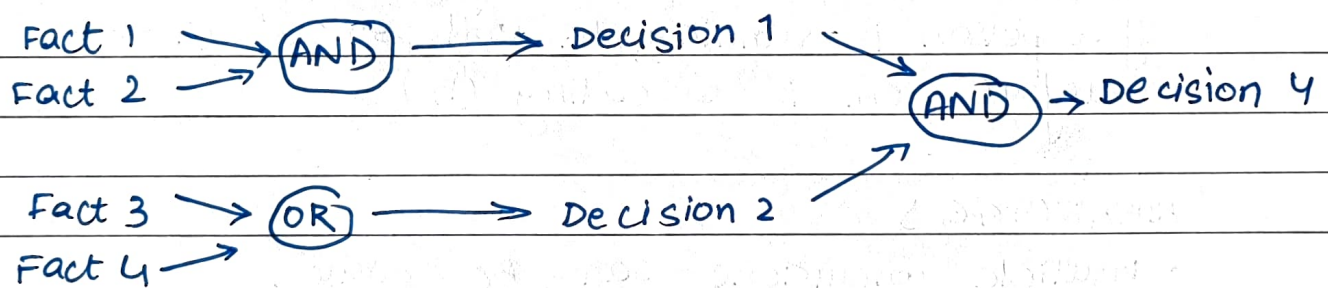 Fact 1 AND Decision 1
Fact 2
AND Decision 4
Fact 3 OR Decision 2
Fact 4